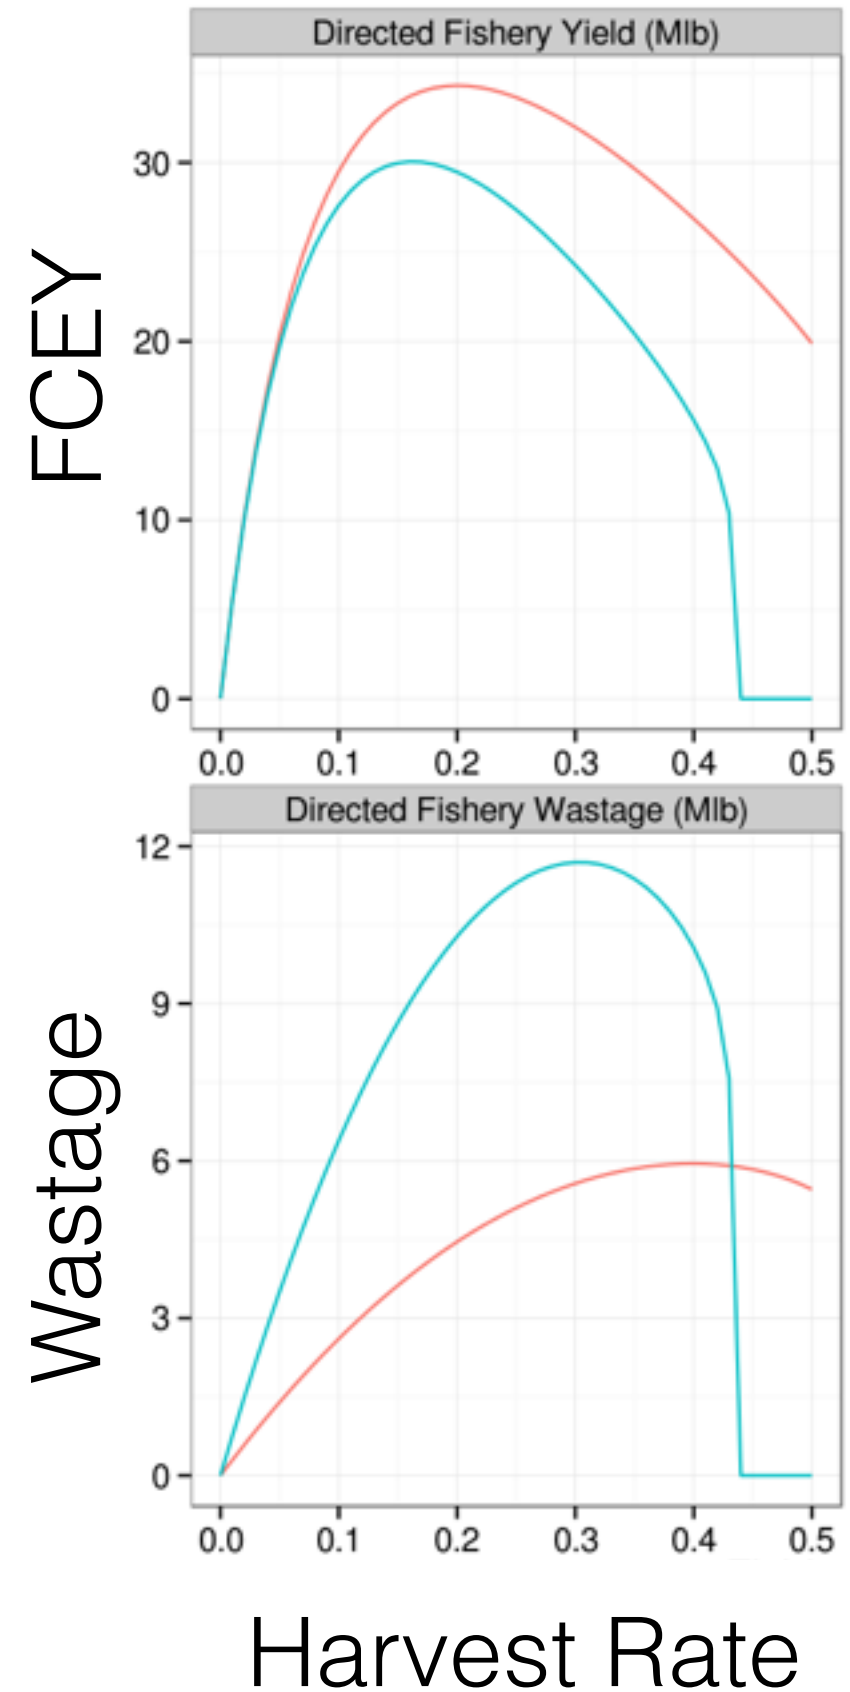 Directed Fishery Yield (Mlb)
FCEY
30
20
10
0
0.0 0.1 0.2 0.3 0.4 0.5
Directed Fishery Wastage (Mlb)
Wastage
12
9
6
3
0
0.0 0.1 0.2 0.3 0.4 0.5
Harvest Rate